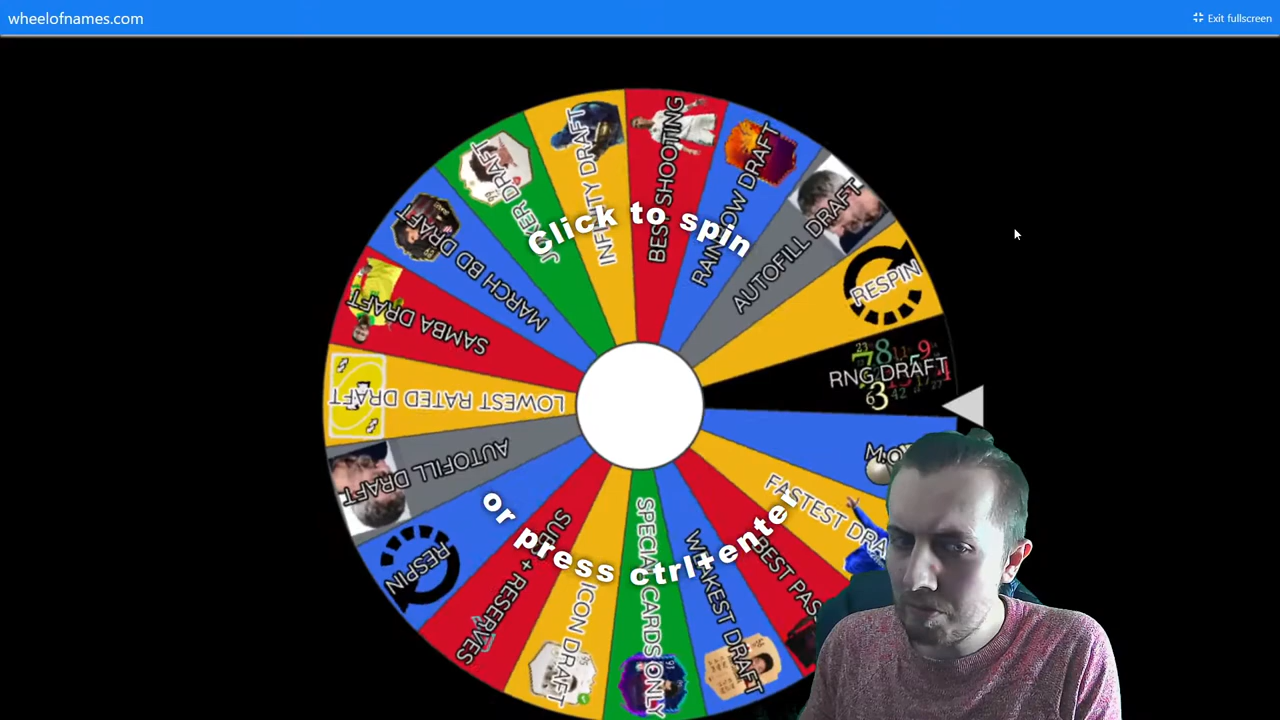 wheelofnames.com
Exit fullscreen
Click to spin
or press ctrl+enter
INFINITY DRAFT
BEST SHOOTING
RAINBOW DRAFT
AUTOFILL DRAFT
RESPIN
RNG DRAFT
FASTEST DRA
BEST PAS
WEAKEST DRAFT
SPECIAL CARDS ONLY
ICON DRAFT
SUBS + RESERVES
RESPIN
AUTOFILL DRAFT
LOWEST RATED DRAFT
SAMBA DRAFT
MARCH BD DRAFT
DRAFT